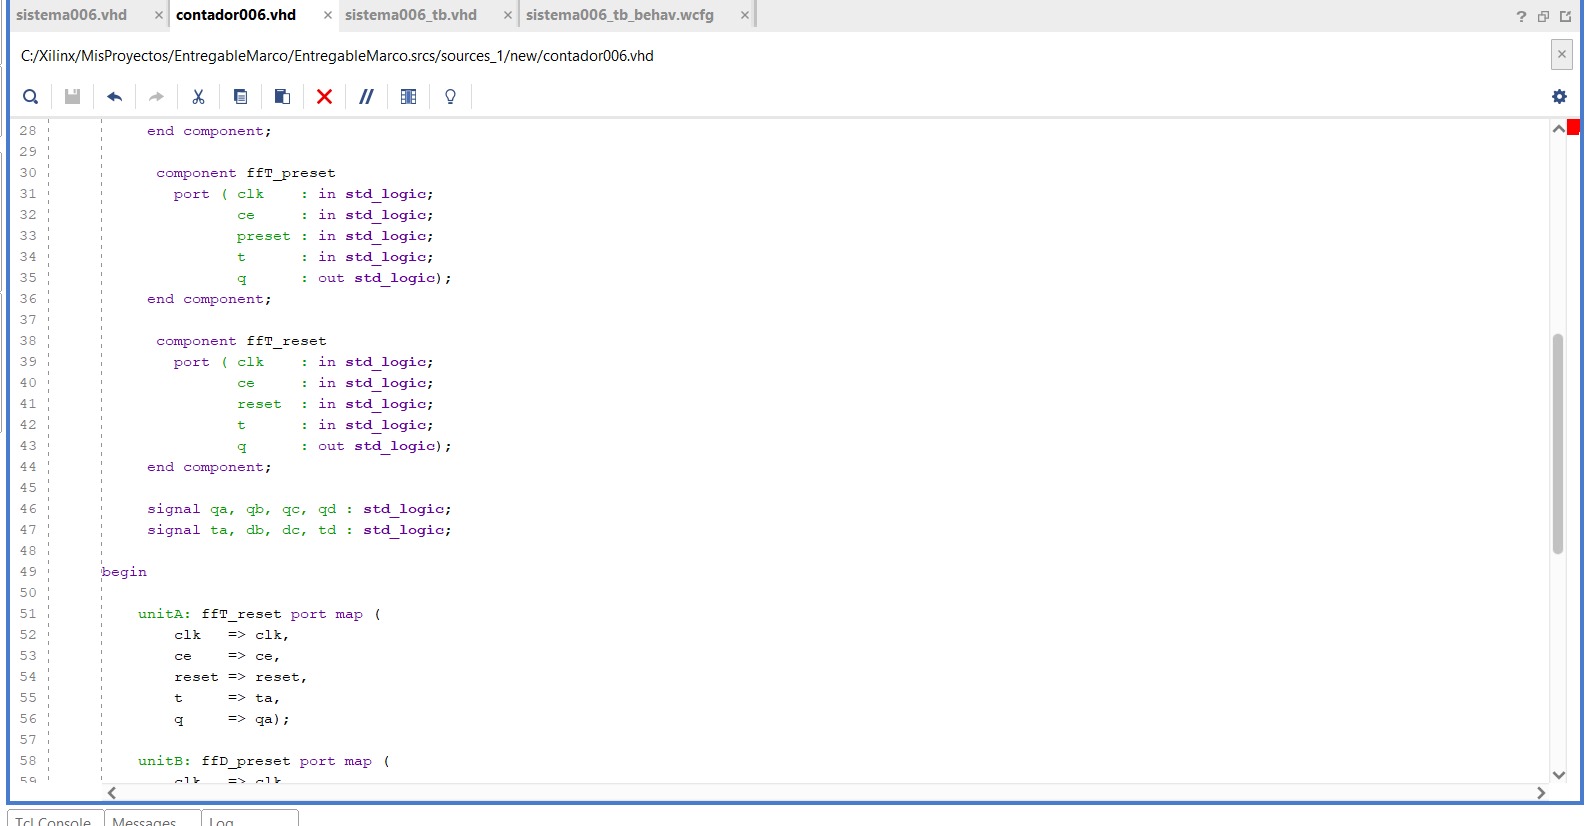 sistema006.vhd × contador006.vhd × sistema006_tb.vhd × sistema006_tb_behav.wcfg × ?
C:/Xilinx/MisProyectos/EntregableMarco/EntregableMarco.srcs/sources_1/new/contador006.vhd ×
28 end component;
29
30 component ffT_preset
31 port ( clk : in std_logic;
32 ce : in std_logic;
33 preset : in std_logic;
34 t : in std_logic;
35 q : out std_logic);
36 end component;
37
38 component ffT_reset
39 port ( clk : in std_logic;
40 ce : in std_logic;
41 reset : in std_logic;
42 t : in std_logic;
43 q : out std_logic);
44 end component;
45
46 signal qa, qb, qc, qd : std_logic;
47 signal ta, db, dc, td : std_logic;
48
49 begin
50
51 unitA: ffT_reset port map (
52 clk => clk,
53 ce => ce,
54 reset => reset,
55 t => ta,
56 q => qa);
57
58 unitB: ffD_preset port map (
59 clk => clk
Tcl Console Messages Log